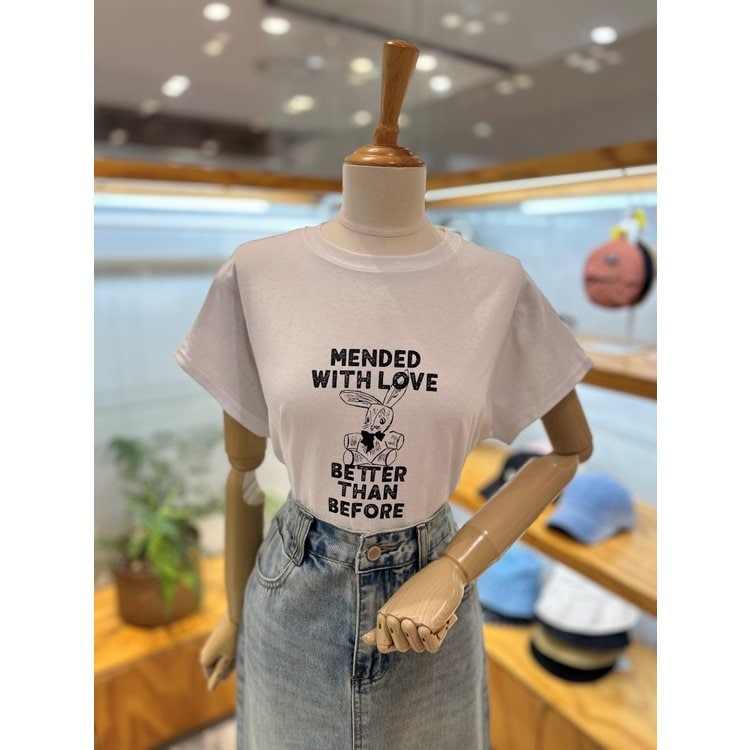 MENDED
WITH LOVE
BETTER
THAN
BEFORE